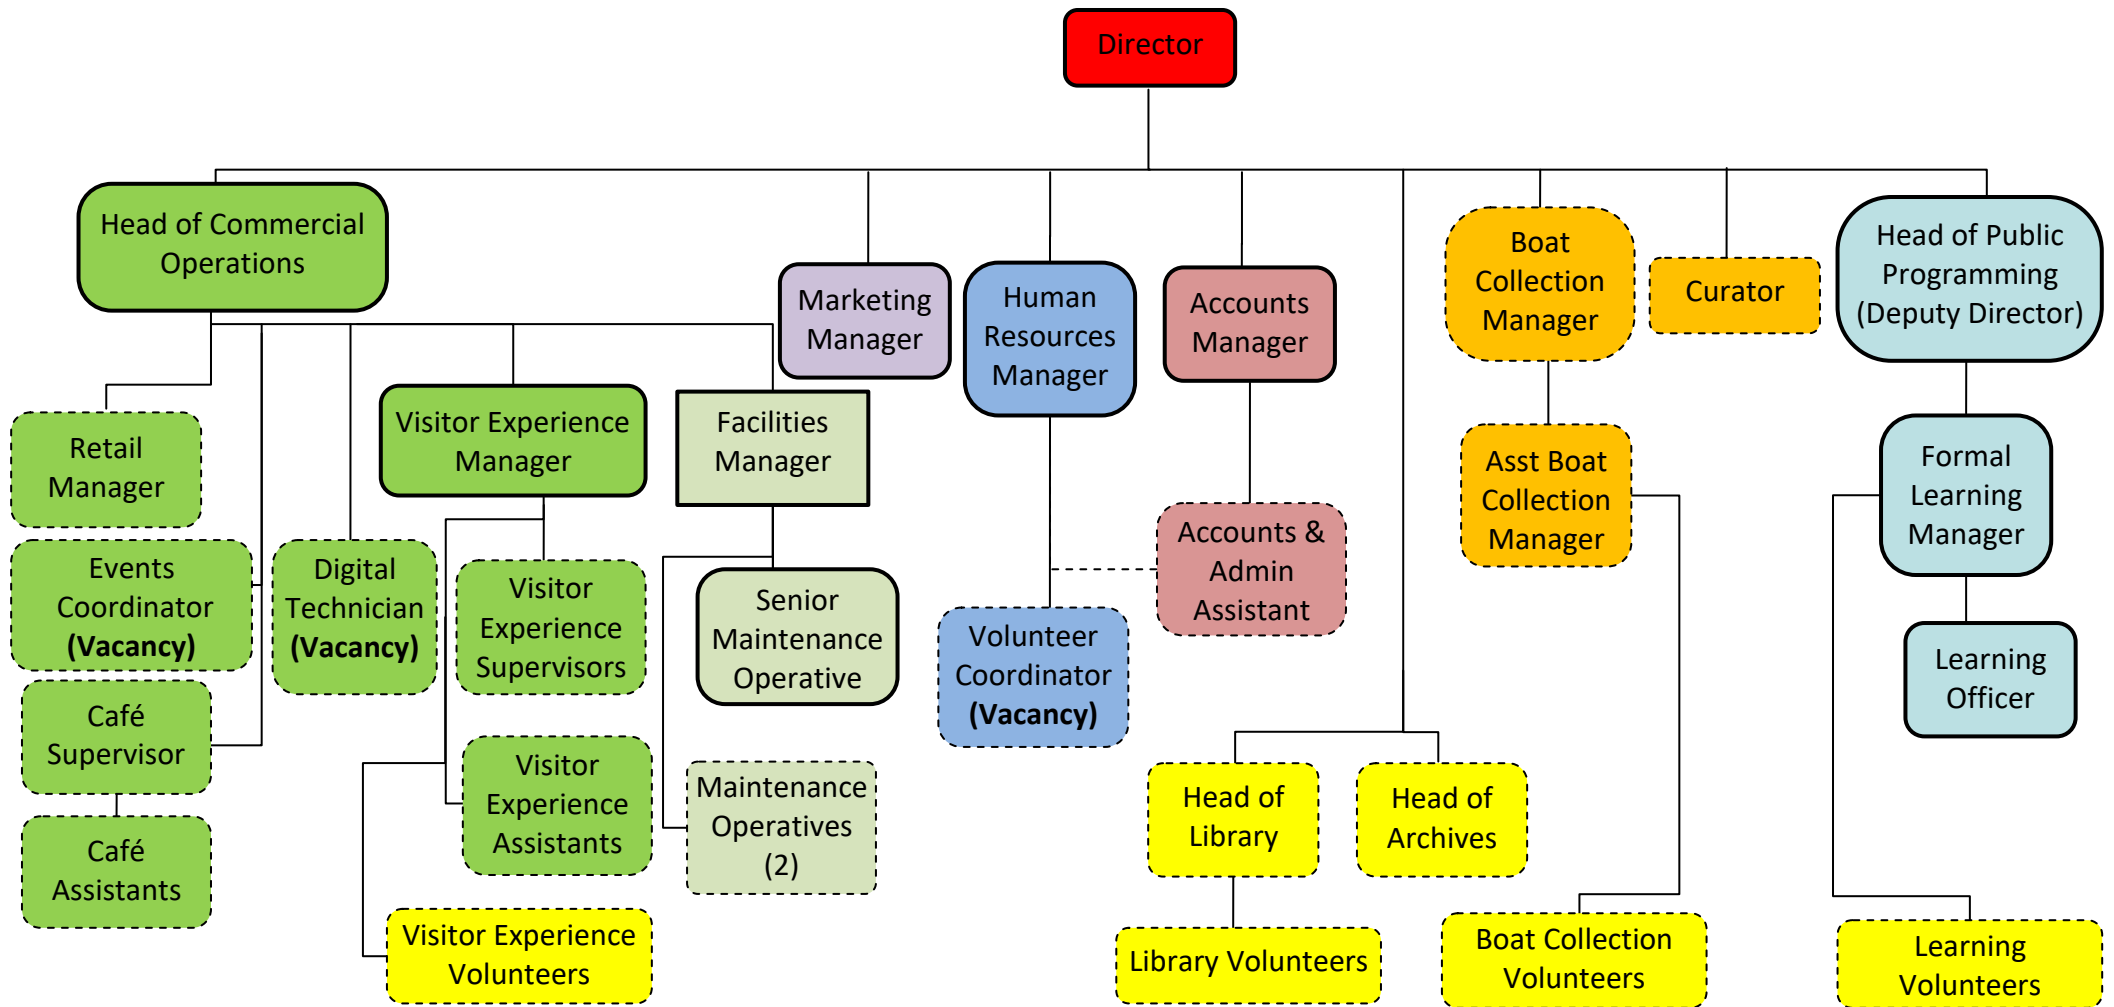 Director
Head of Commercial
Operations
Marketing
Manager
Human
Resources
Manager
Accounts
Manager
Boat
Collection
Manager
Curator
Head of Public
Programming
(Deputy Director)
Retail
Manager
Visitor Experience
Manager
Facilities
Manager
Asst Boat
Collection
Manager
Formal
Learning
Manager
Events
Coordinator
(Vacancy)
Digital
Technician
(Vacancy)
Visitor
Experience
Supervisors
Senior
Maintenance
Operative
Accounts &
Admin
Assistant
Volunteer
Coordinator
(Vacancy)
Learning
Officer
Café
Supervisor
Visitor
Experience
Assistants
Maintenance
Operatives
(2)
Head of
Library
Head of
Archives
Café
Assistants
Visitor Experience
Volunteers
Library Volunteers
Boat Collection
Volunteers
Learning
Volunteers